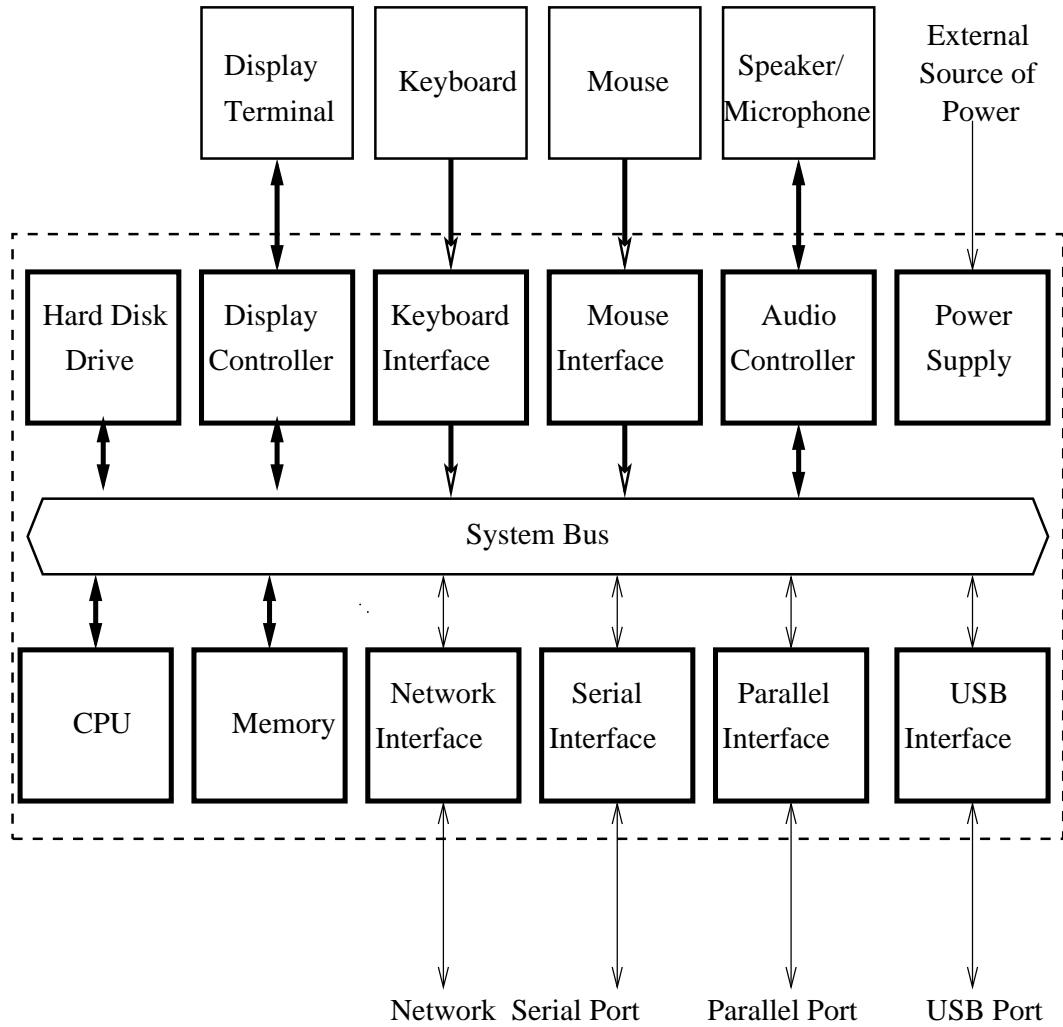 Display
Terminal
Keyboard
Mouse
Speaker/
Microphone
External
Source of
Power
Hard Disk
Drive
Display
Controller
Keyboard
Interface
Mouse
Interface
Audio
Controller
Power
Supply
System Bus
CPU
Memory
Network
Interface
Serial
Interface
Parallel
Interface
USB
Interface
Network
Serial Port
Parallel Port
USB Port